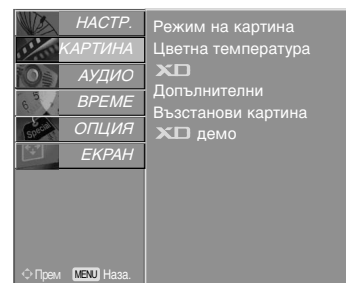 НАСТР.
КАРТИНА
АУДИО
ВРЕМЕ
ОПЦИЯ
ЕКРАН
Режим на картина
Цветна температура
XD
Допълнителни
Възстанови картина
XD демо
Прем MENU Наза.